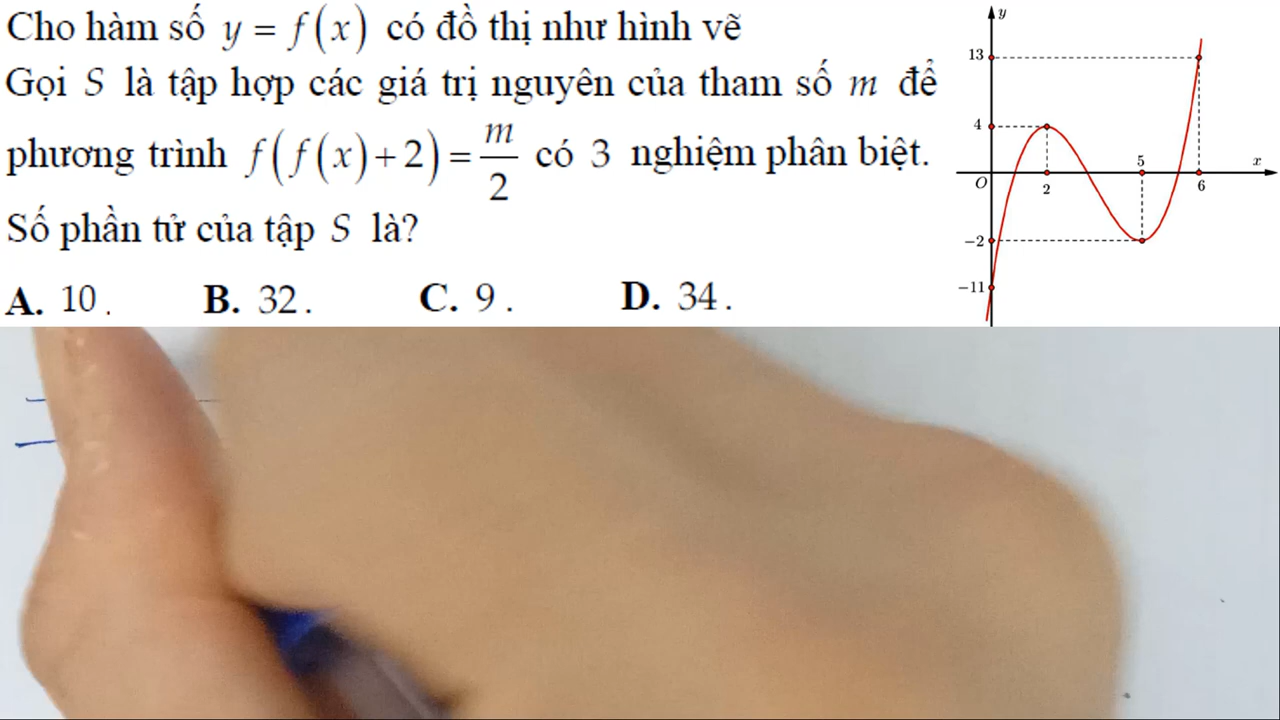 Cho hàm số y = f(x) có đồ thị như hình vẽ
Gọi S là tập hợp các giá trị nguyên của tham số m để
phương trình f(f(x)+2) = m/2 có 3 nghiệm phân biệt.
Số phần tử của tập S là?
A. 10. B. 32. C. 9. D. 34.
y
13
4
5
x
O
2
6
−2
−11